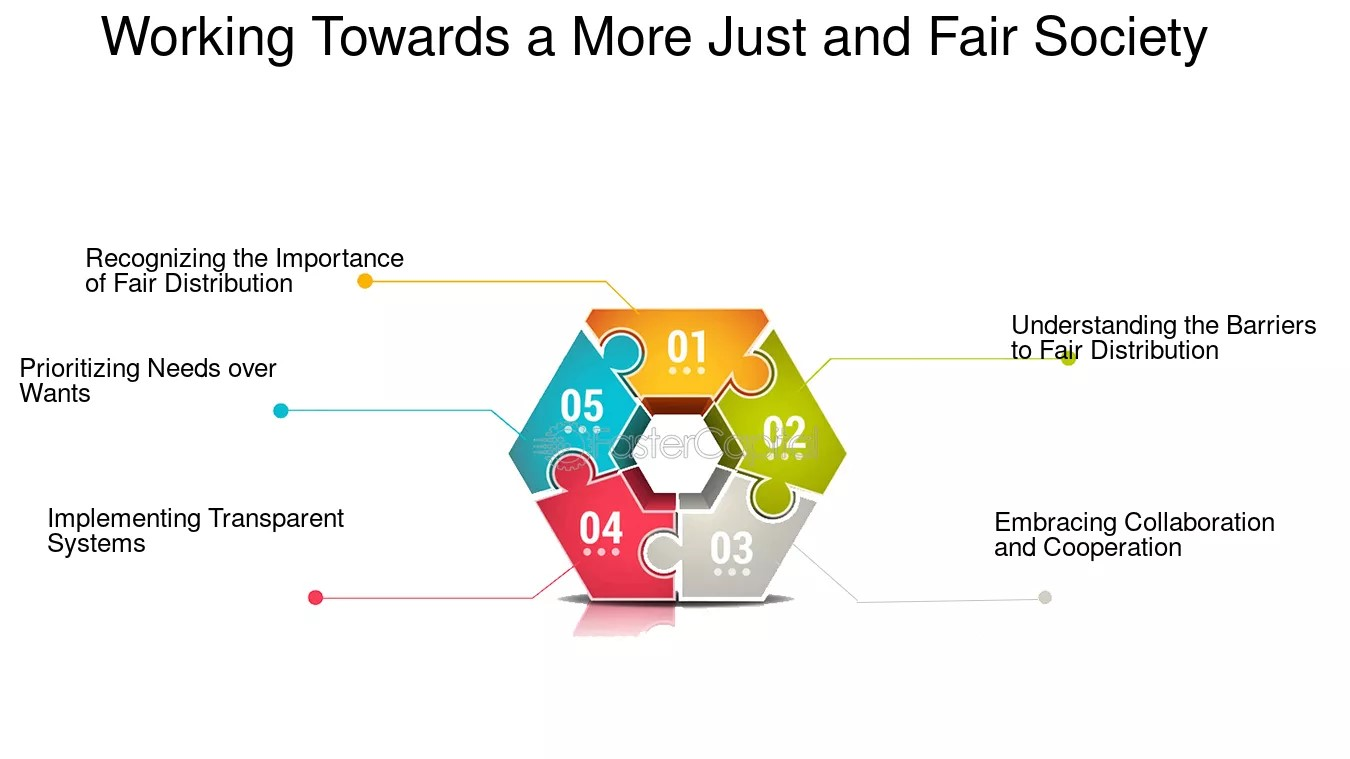 Working Towards a More Just and Fair Society
Recognizing the Importance
of Fair Distribution
Understanding the Barriers
to Fair Distribution
Prioritizing Needs over
Wants
Implementing Transparent
Systems
Embracing Collaboration
and Cooperation
01
02
03
04
05
FasterCapital